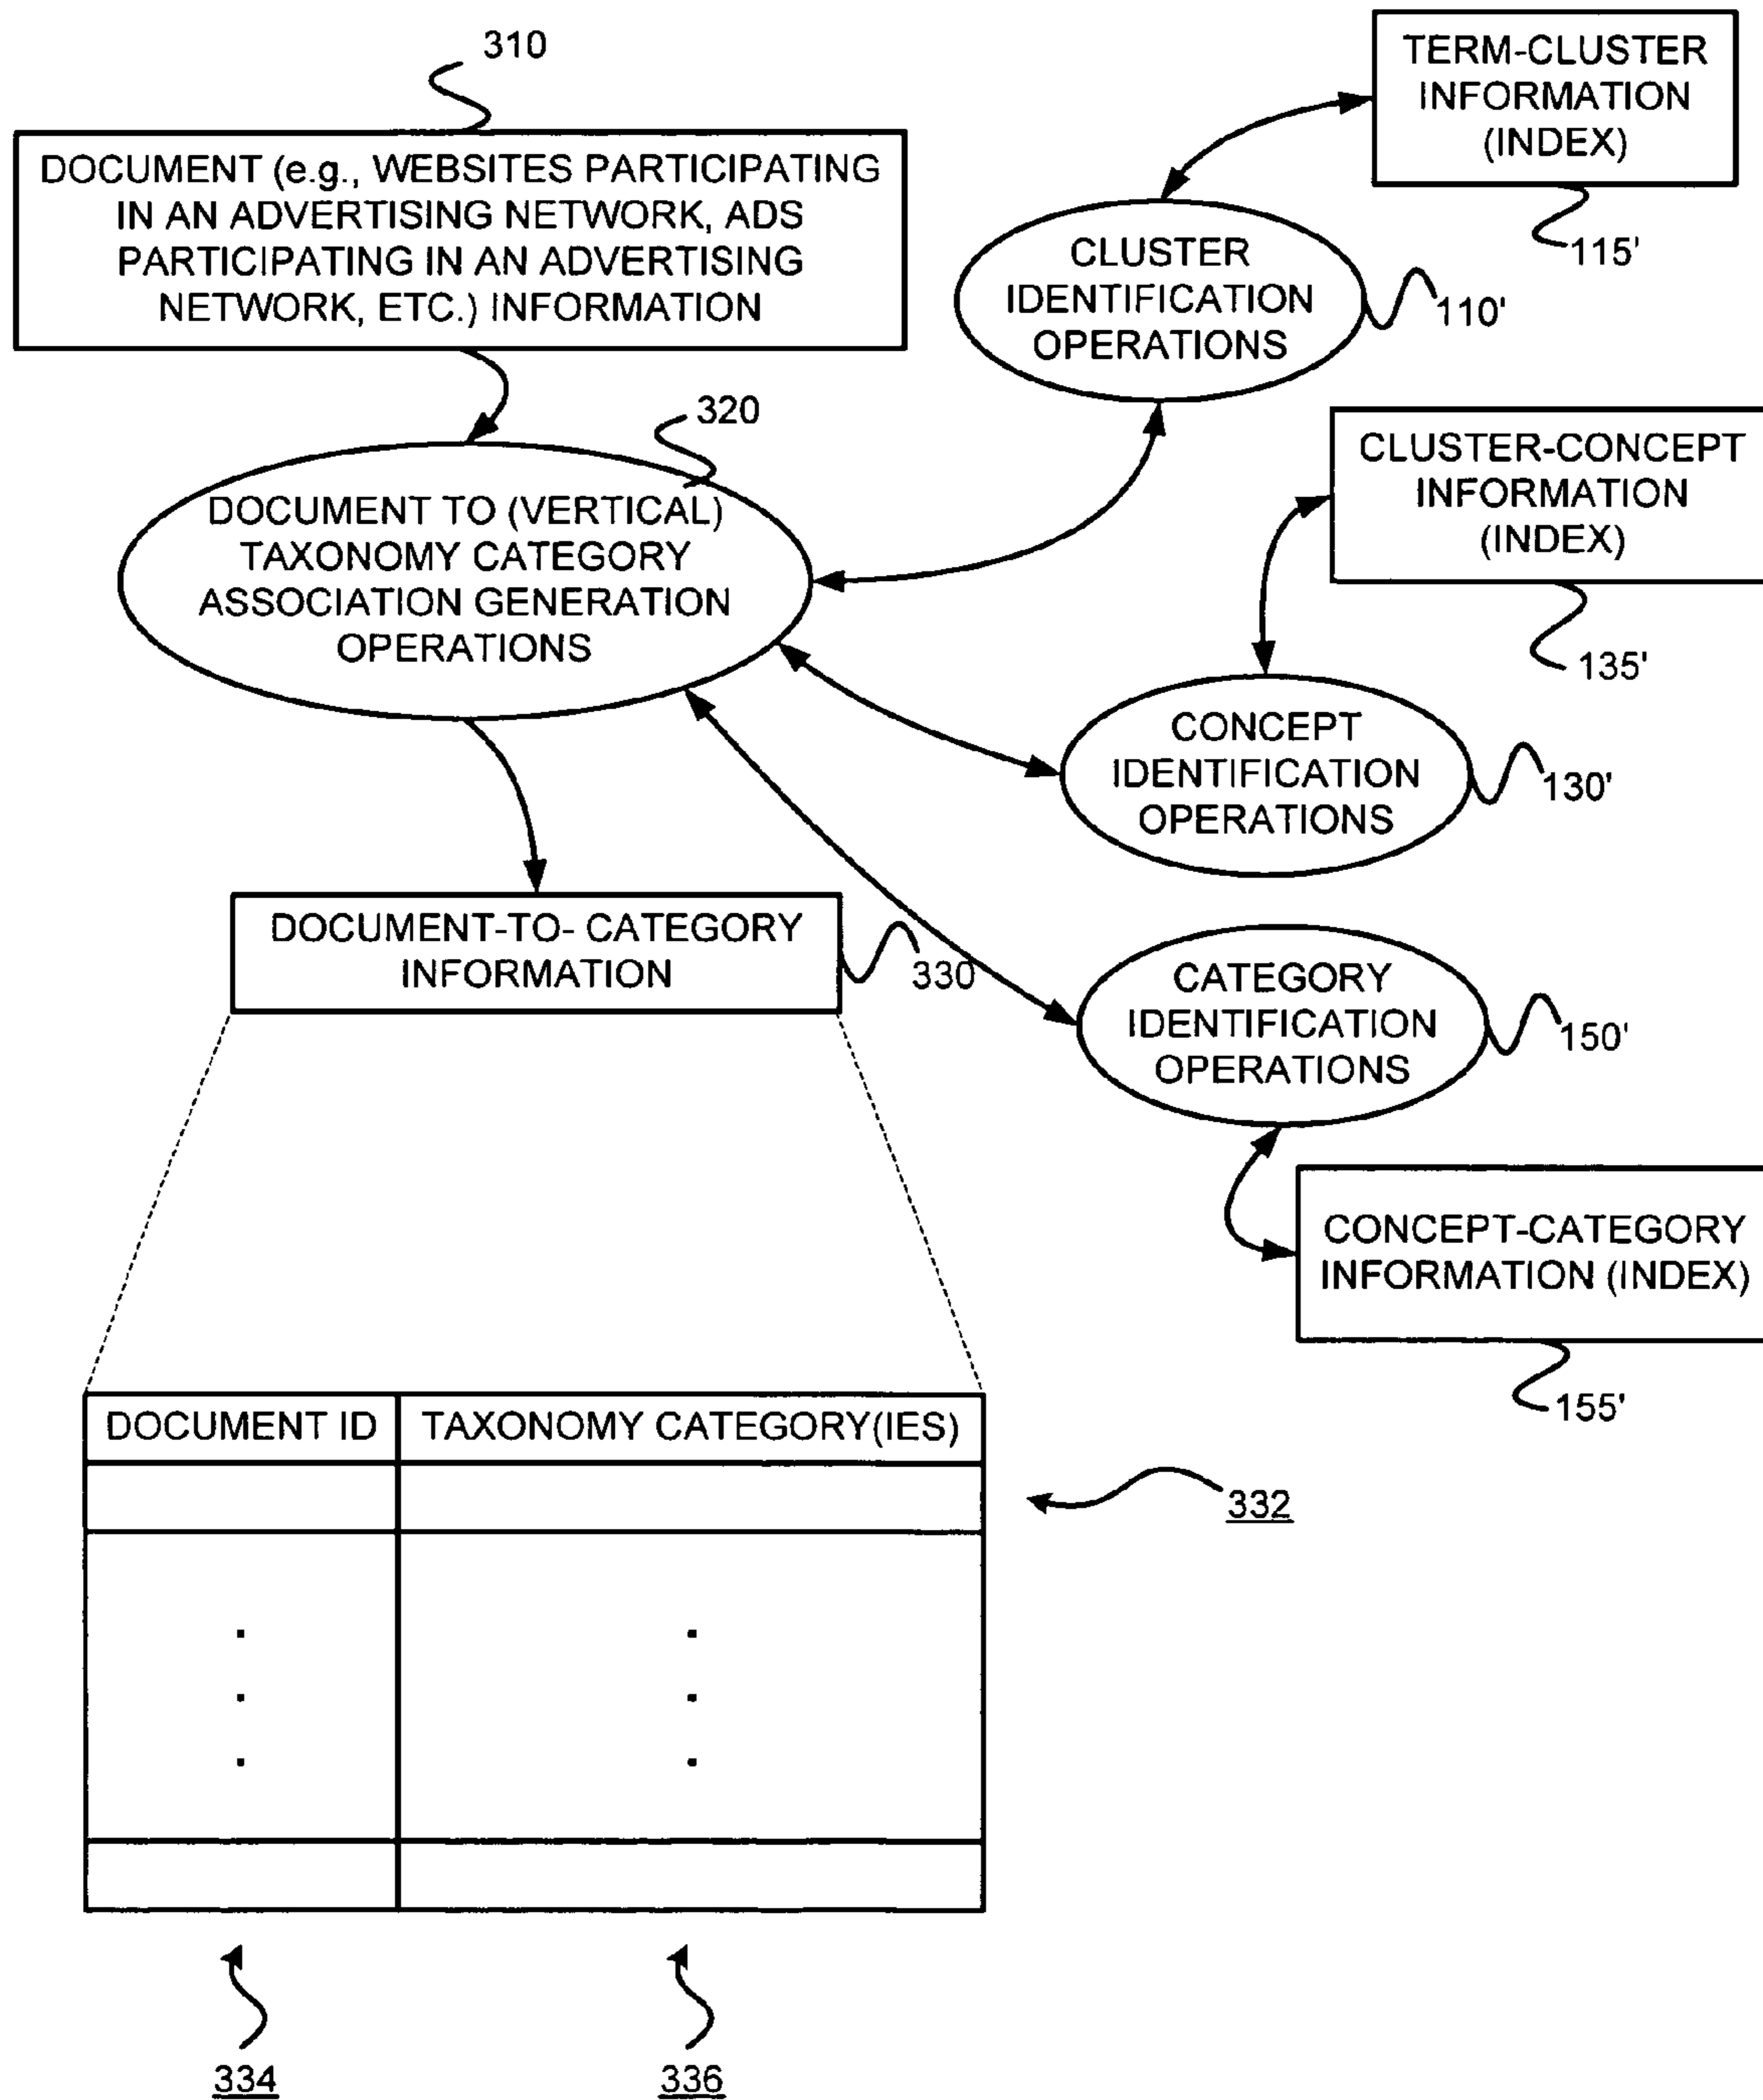 310
DOCUMENT (e.g., WEBSITES PARTICIPATING
IN AN ADVERTISING NETWORK, ADS
PARTICIPATING IN AN ADVERTISING
NETWORK, ETC.) INFORMATION
TERM-CLUSTER
INFORMATION
(INDEX)
115'
CLUSTER
IDENTIFICATION
OPERATIONS
110'
320
DOCUMENT TO (VERTICAL)
TAXONOMY CATEGORY
ASSOCIATION GENERATION
OPERATIONS
CLUSTER-CONCEPT
INFORMATION
(INDEX)
135'
CONCEPT
IDENTIFICATION
OPERATIONS
130'
DOCUMENT-TO- CATEGORY
INFORMATION
330
CATEGORY
IDENTIFICATION
OPERATIONS
150'
CONCEPT-CATEGORY
INFORMATION (INDEX)
155'
DOCUMENT ID
TAXONOMY CATEGORY(IES)
332
334
336